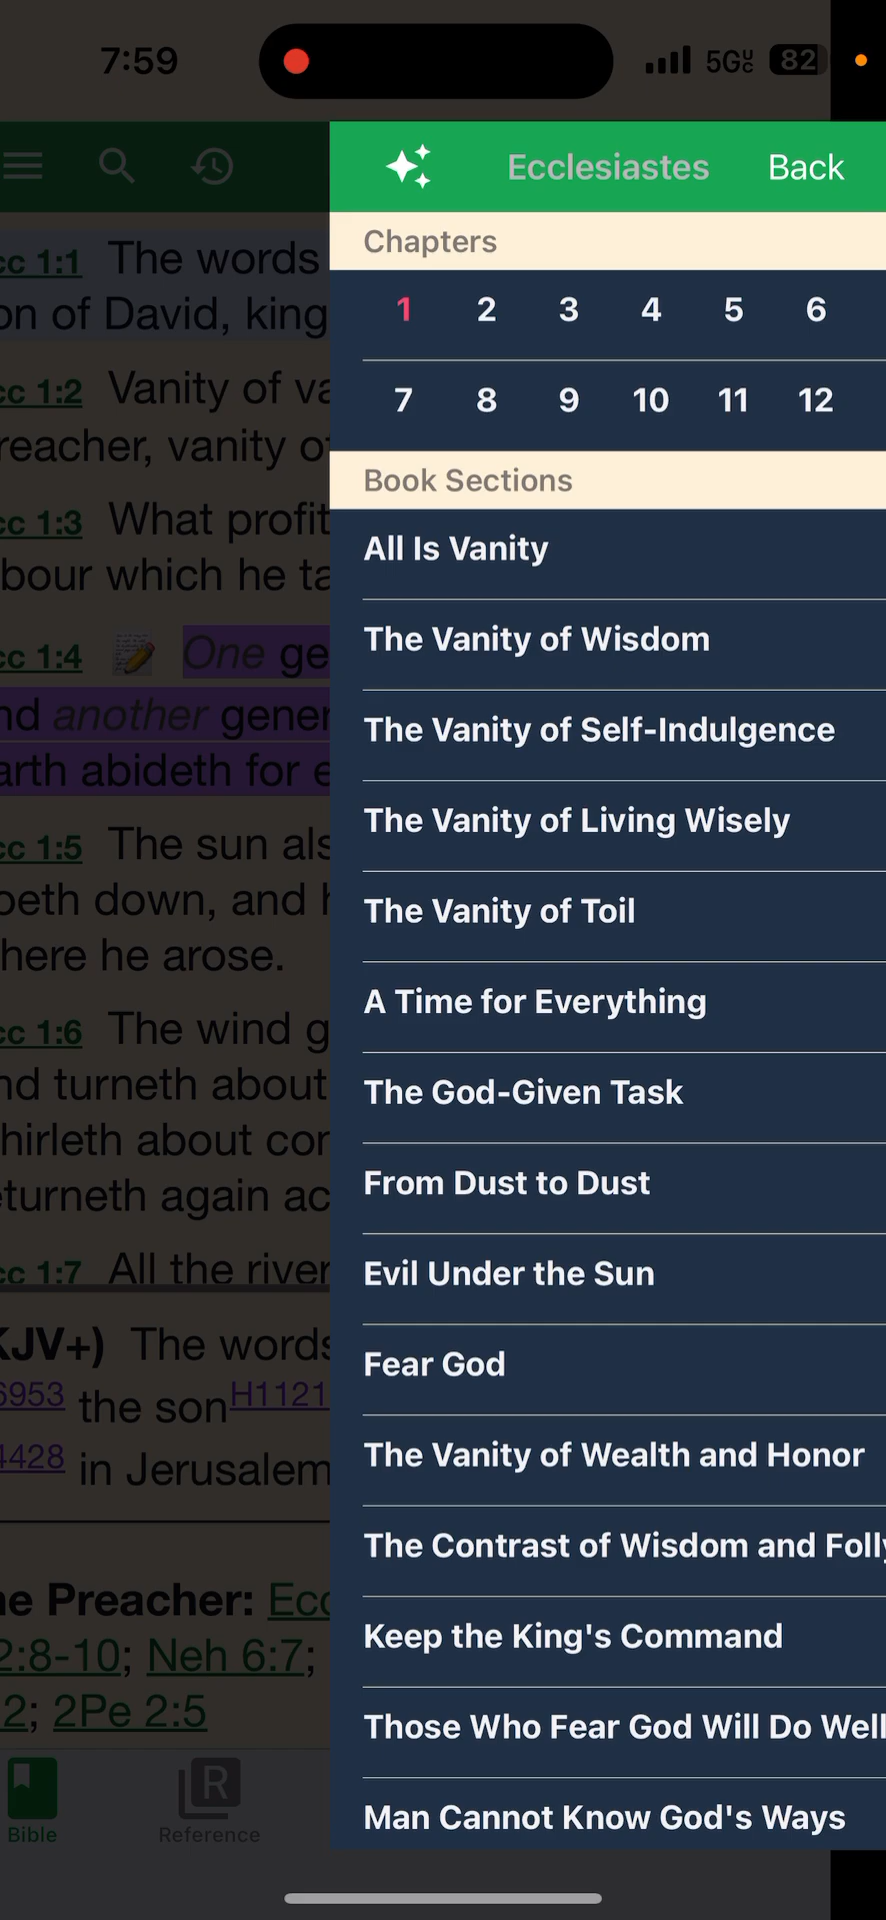 7:59 5G 82
Ecclesiastes Back
Chapters
1 2 3 4 5 6
7 8 9 10 11 12
Book Sections
All Is Vanity
The Vanity of Wisdom
The Vanity of Self-Indulgence
The Vanity of Living Wisely
The Vanity of Toil
A Time for Everything
The God-Given Task
From Dust to Dust
Evil Under the Sun
Fear God
The Vanity of Wealth and Honor
The Contrast of Wisdom and Folly
Keep the King's Command
Those Who Fear God Will Do Well
Man Cannot Know God's Ways
cc 1:1 The words
on of David, king
cc 1:2 Vanity of va
reacher, vanity of
cc 1:3 What profit
bour which he ta
cc 1:4 One ge
nd another gener
arth abideth for e
cc 1:5 The sun als
oeth down, and h
here he arose.
cc 1:6 The wind g
nd turneth about
hirleth about con
eturneth again ac
cc 1:7 All the river
KJV+) The words
6953 the son H1121
4428 in Jerusalem
he Preacher: Ecc
2:8-10; Neh 6:7;
2; 2Pe 2:5
Bible R Reference